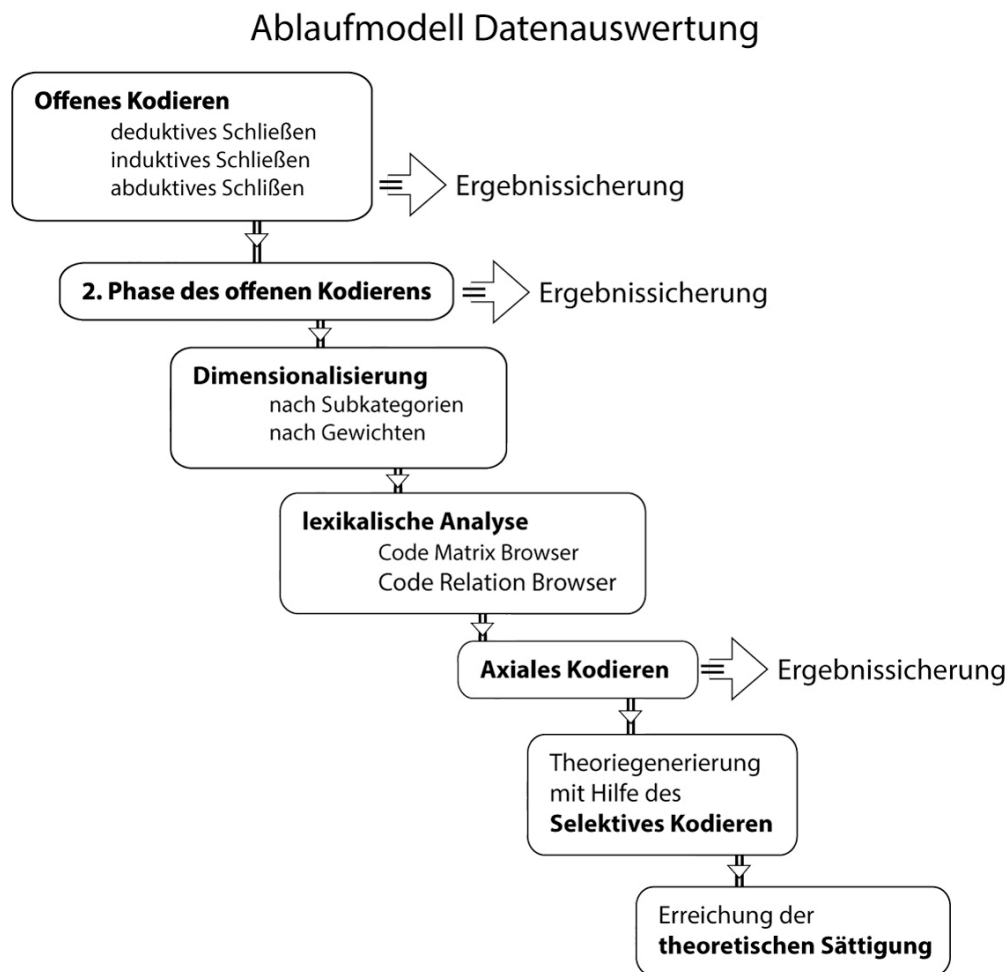 Ablaufmodell Datenauswertung
Offenes Kodieren
deduktives Schließen
induktives Schließen
abduktives Schlißen
Ergebnissicherung
2. Phase des offenen Kodierens
Ergebnissicherung
Dimensionalisierung
nach Subkategorien
nach Gewichten
lexikalische Analyse
Code Matrix Browser
Code Relation Browser
Axiales Kodieren
Ergebnissicherung
Theoriegenerierung
mit Hilfe des
Selektives Kodieren
Erreichung der
theoretischen Sättigung